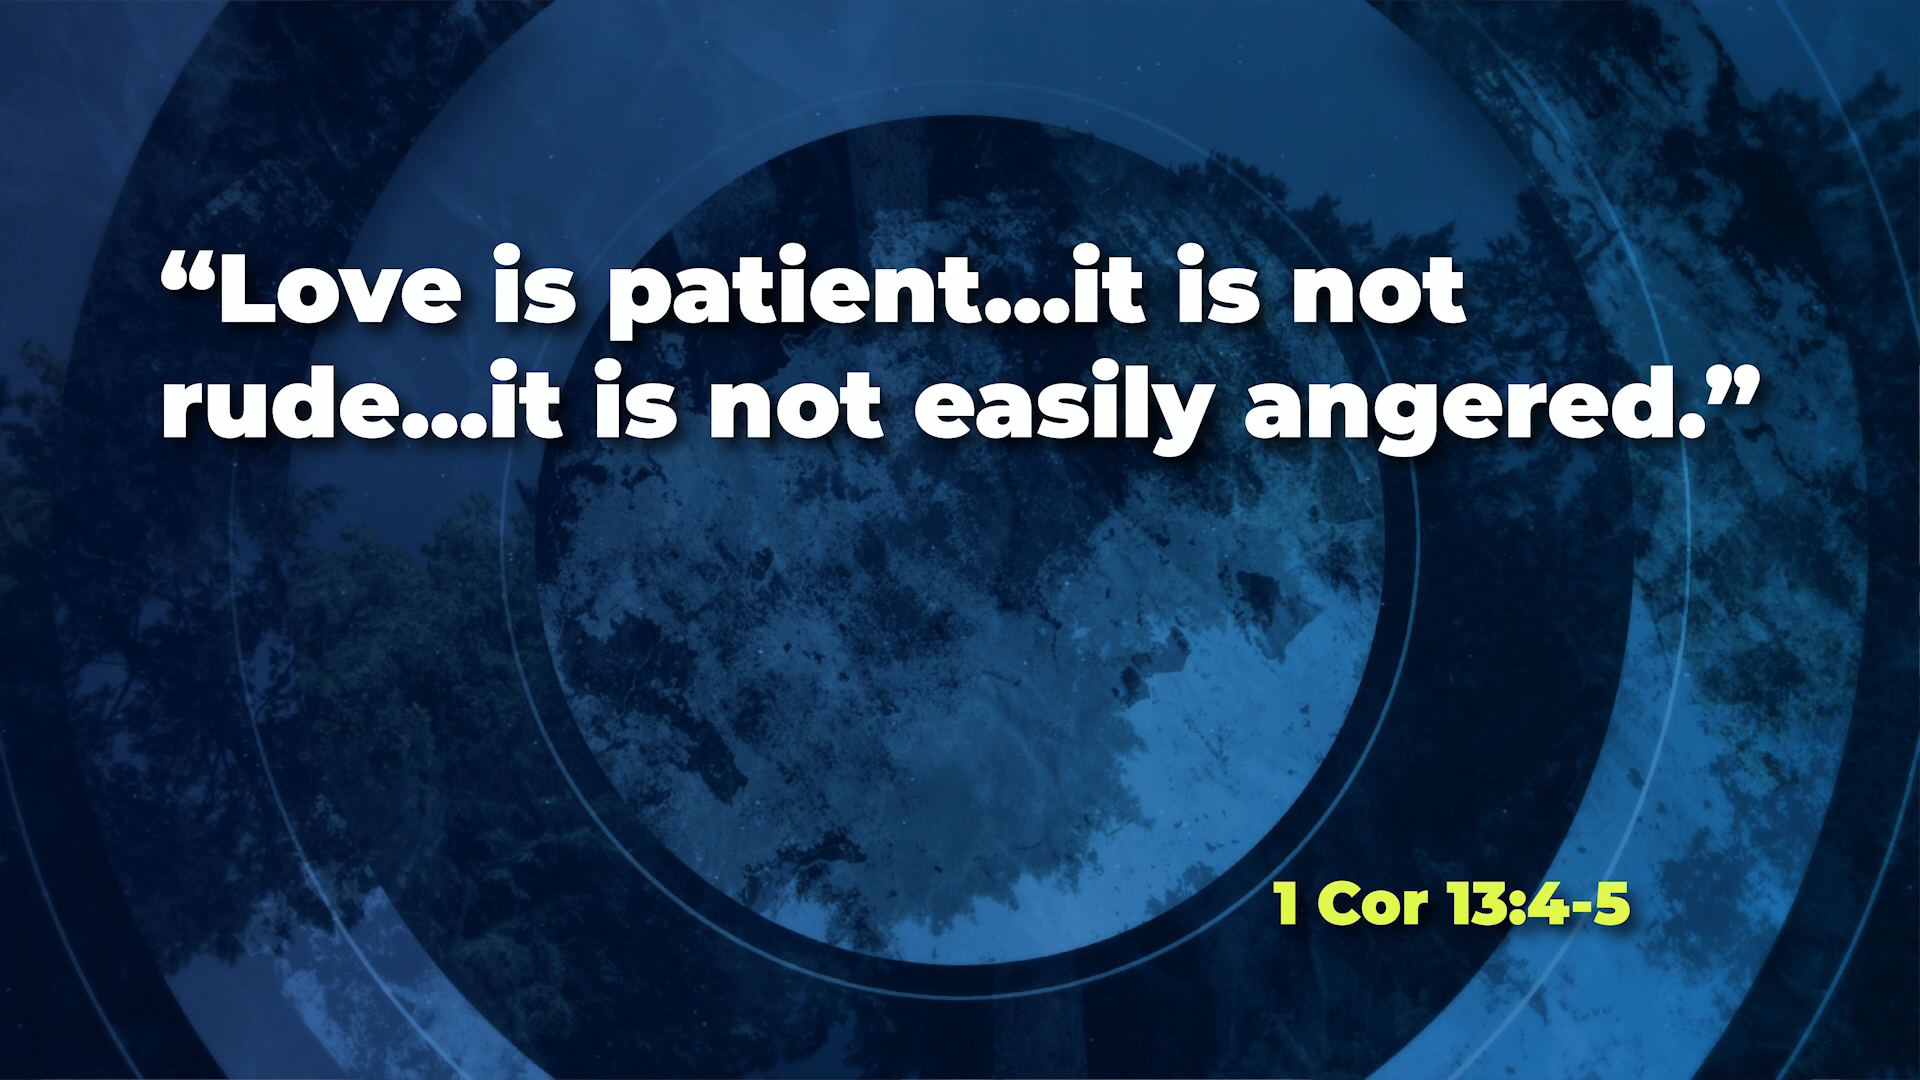 “Love is patient...it is not
rude...it is not easily angered.”
1 Cor 13:4-5